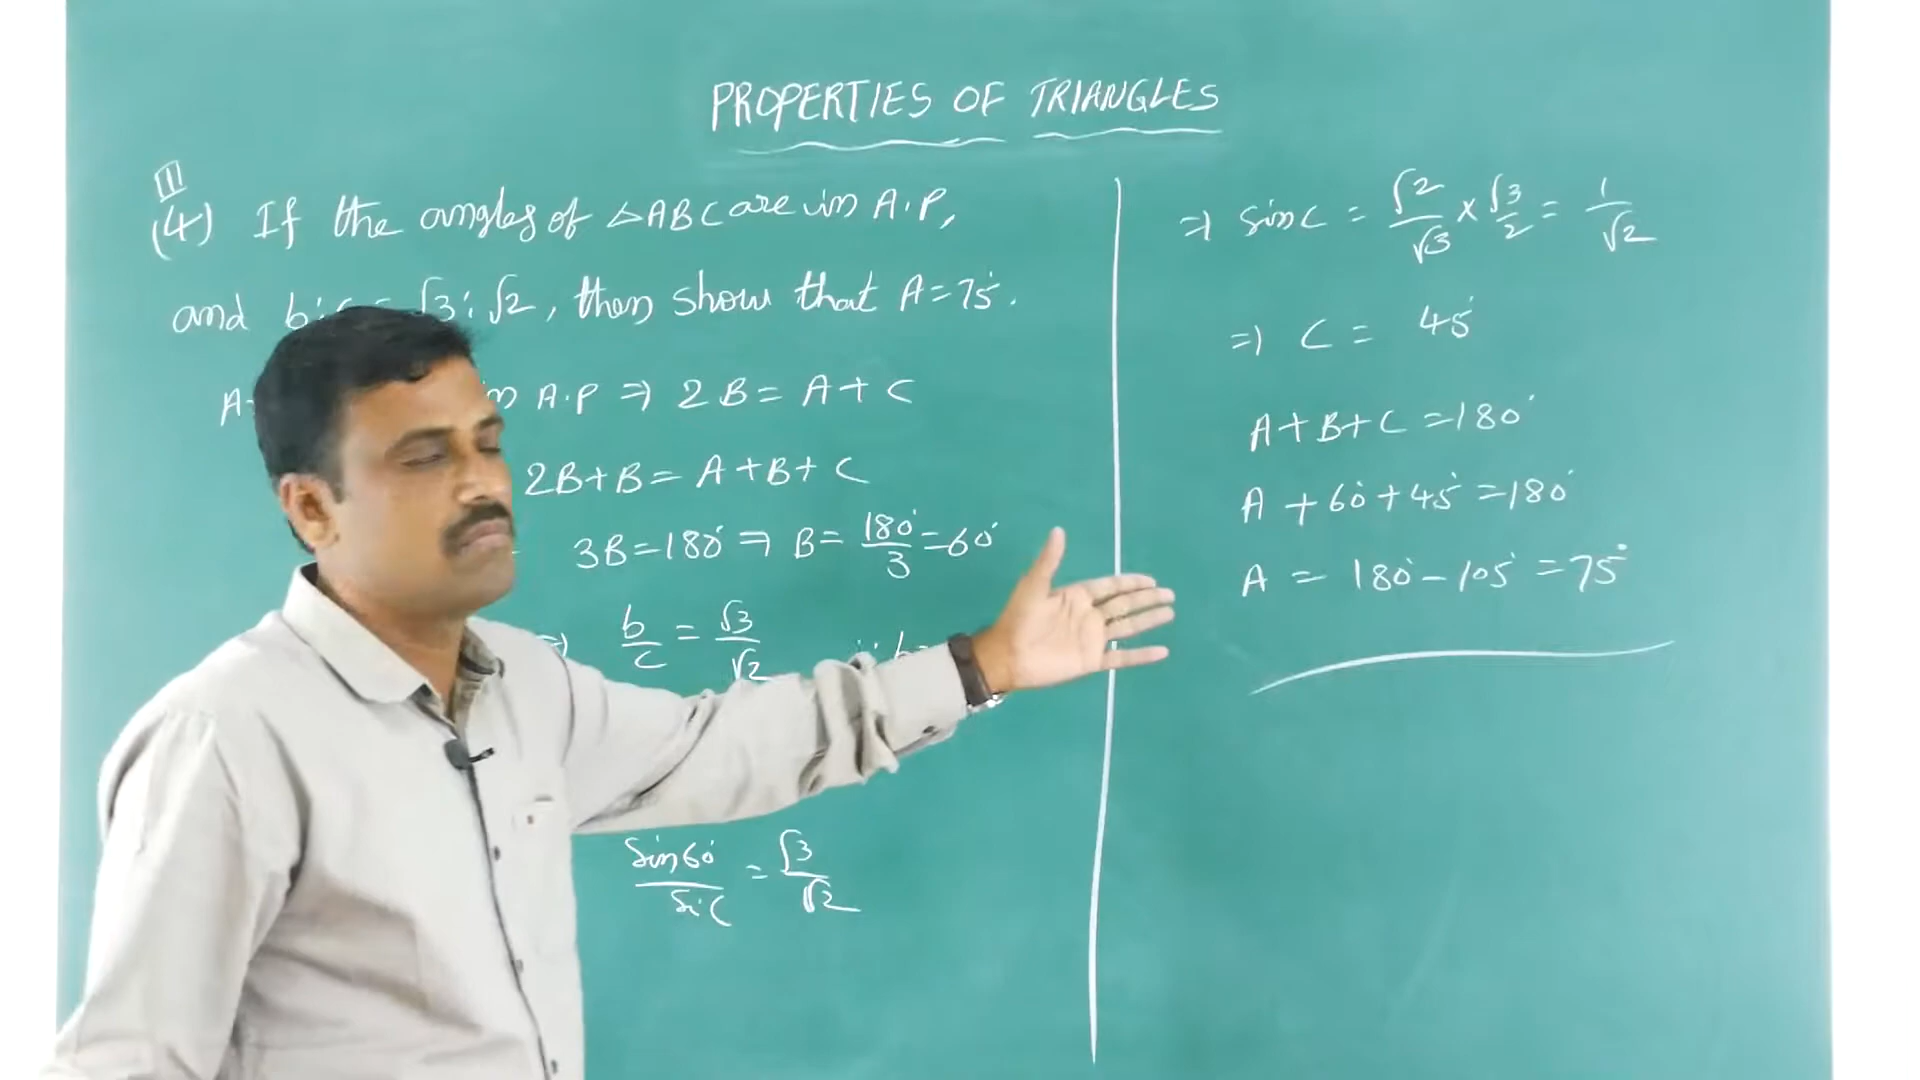 PROPERTIES OF TRIANGLES
III
(4) If the angles of △ABC are in A.P,
and b: √3:√2, then show that A=75°.
A.P ⇒ 2B = A+C
2B+B = A+B+C
3B=180° ⇒ B= 180°/3 =60°
b/c = √3/√2
Sin60°/SinC = √3/√2
⇒ SinC = √2/√3 × √3/2 = 1/√2
⇒ C = 45°
A+B+C =180°
A +60°+45° =180°
A = 180°-105° =75°